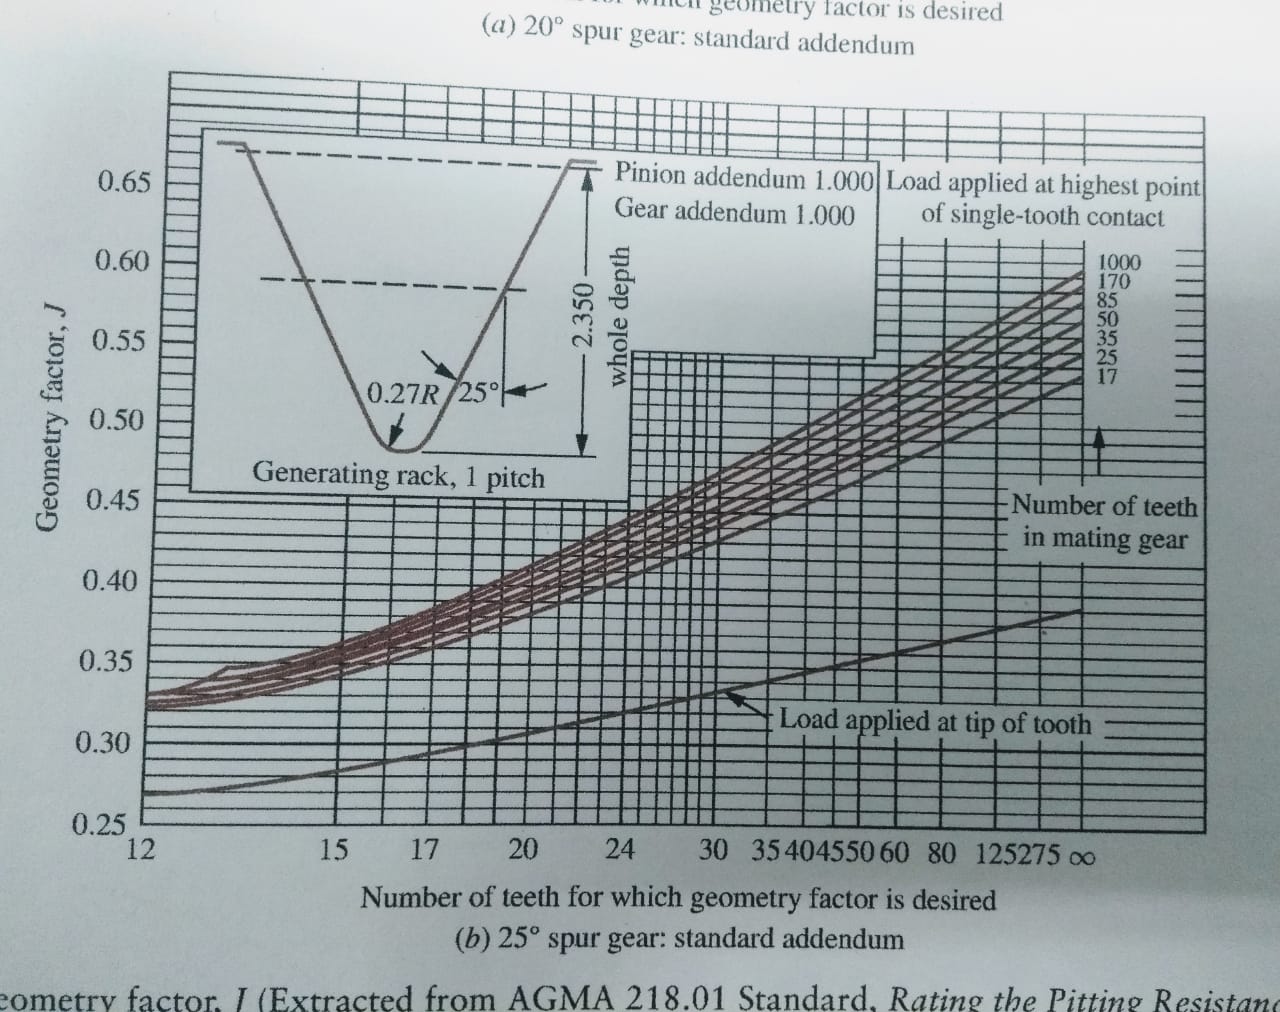 which geometry factor is desired
(a) 20° spur gear: standard addendum
Pinion addendum 1.000
Gear addendum 1.000
Load applied at highest point
of single-tooth contact
0.65
0.60
0.55
0.50
0.45
0.40
0.35
0.30
0.25
Geometry factor, J
2.350
whole depth
0.27R
25°
Generating rack, 1 pitch
1000
170
85
50
35
25
17
Number of teeth
in mating gear
Load applied at tip of tooth
12 15 17 20 24 30 35 40 45 50 60 80 125 275 ∞
Number of teeth for which geometry factor is desired
(b) 25° spur gear: standard addendum
eometry factor, J (Extracted from AGMA 218.01 Standard, Rating the Pitting Resistan